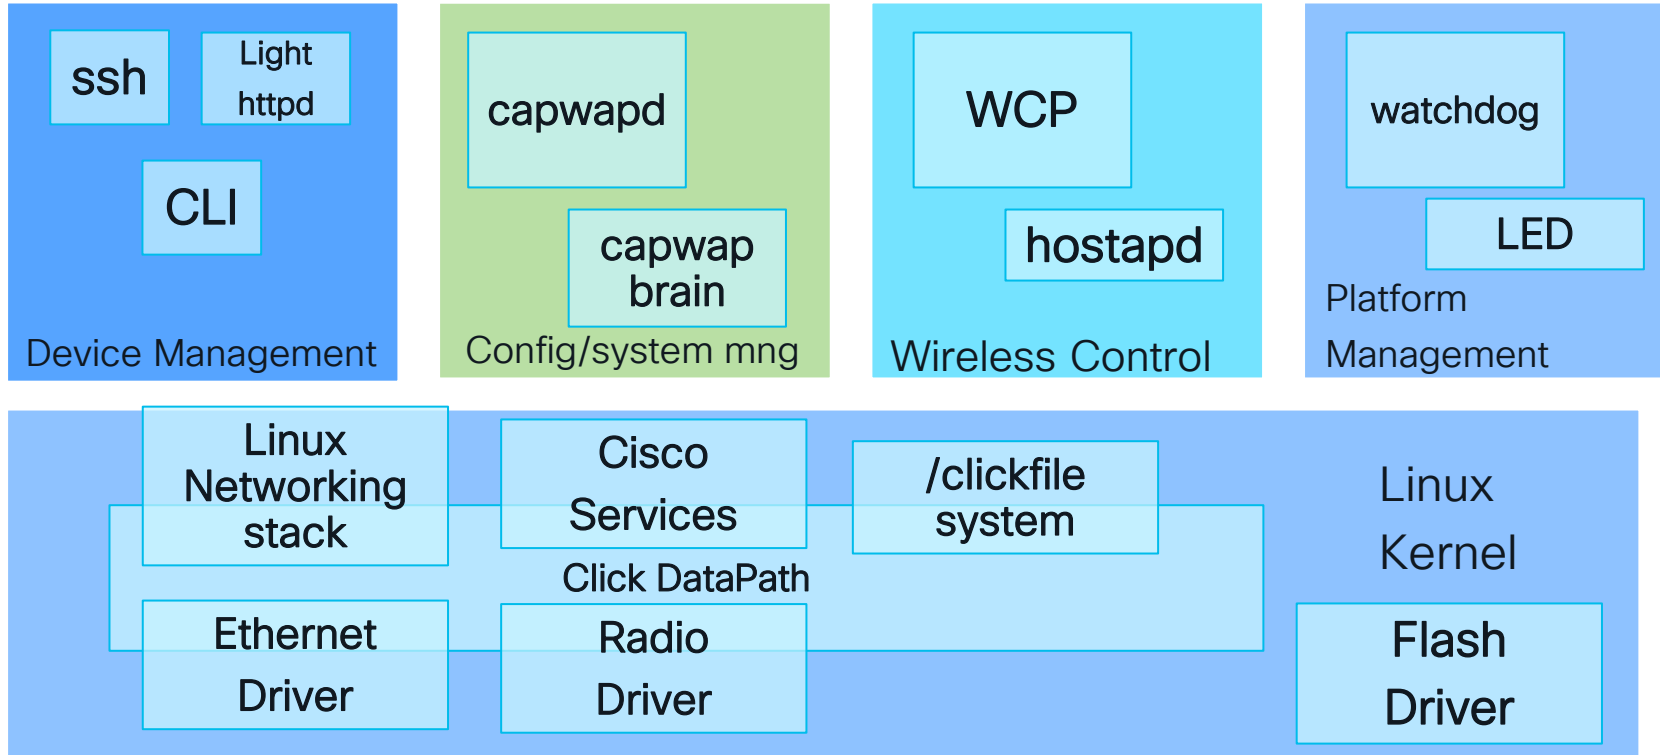 ssh
Light
httpd
CLI
Device Management
capwapd
capwap
brain
Config/system mng
WCP
hostapd
Wireless Control
watchdog
LED
Platform
Management
Linux
Networking
stack
Cisco
Services
/clickfile
system
Click DataPath
Ethernet
Driver
Radio
Driver
Linux
Kernel
Flash
Driver